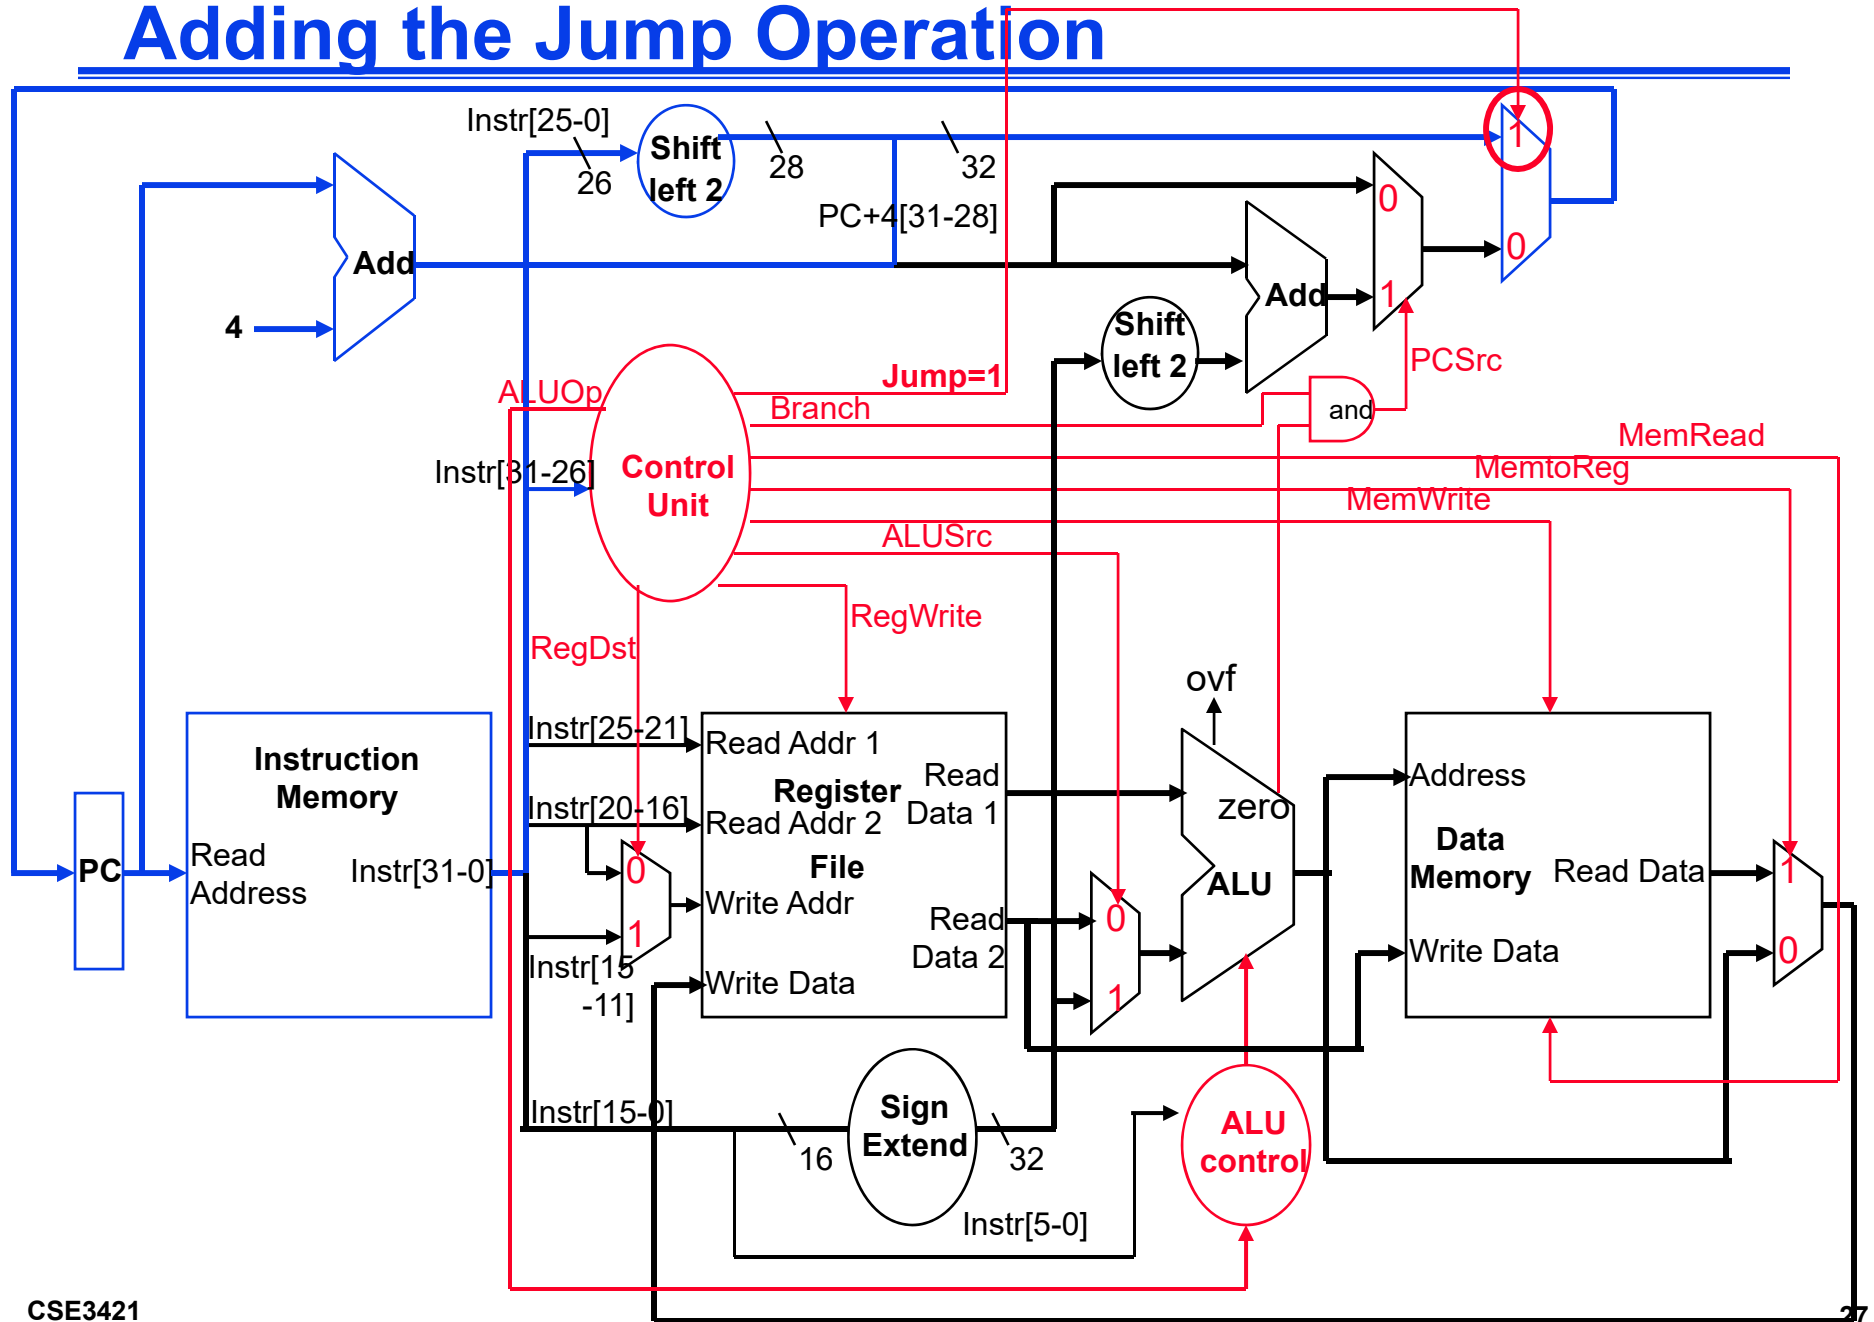 Adding the Jump Operation
Instr[25-0]
Shift
left 2
26
28
32
1
PC+4[31-28]
0
0
Add
Add
1
4
Shift
left 2
PCSrc
Jump=1
ALUOp
Branch
and
MemRead
Instr[31-26]
Control
Unit
MemtoReg
MemWrite
ALUSrc
RegWrite
RegDst
ovf
Instruction
Memory
Instr[25-21]
Read Addr 1
Register
Read
Data 1
Instr[20-16]
Read Addr 2
zero
Address
Data
Memory
PC
Read
Address
Instr[31-0]
0
File
ALU
Read Data
1
Write Addr
1
Read
Data 2
0
Write Data
0
Instr[15
-11]
Write Data
1
Instr[15-0]
Sign
Extend
16
32
ALU
control
Instr[5-0]
CSE3421
27